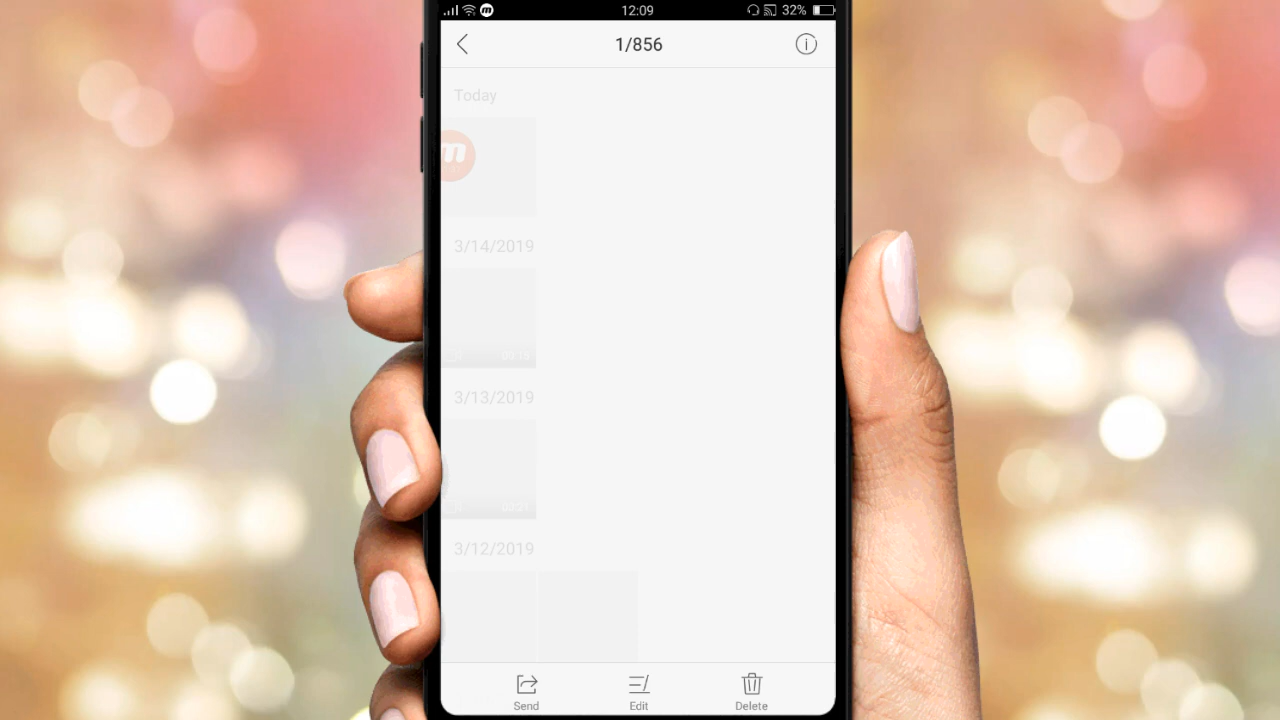 12:09
32%
1/856
Today
3/14/2019
3/13/2019
3/12/2019
Send
Edit
Delete